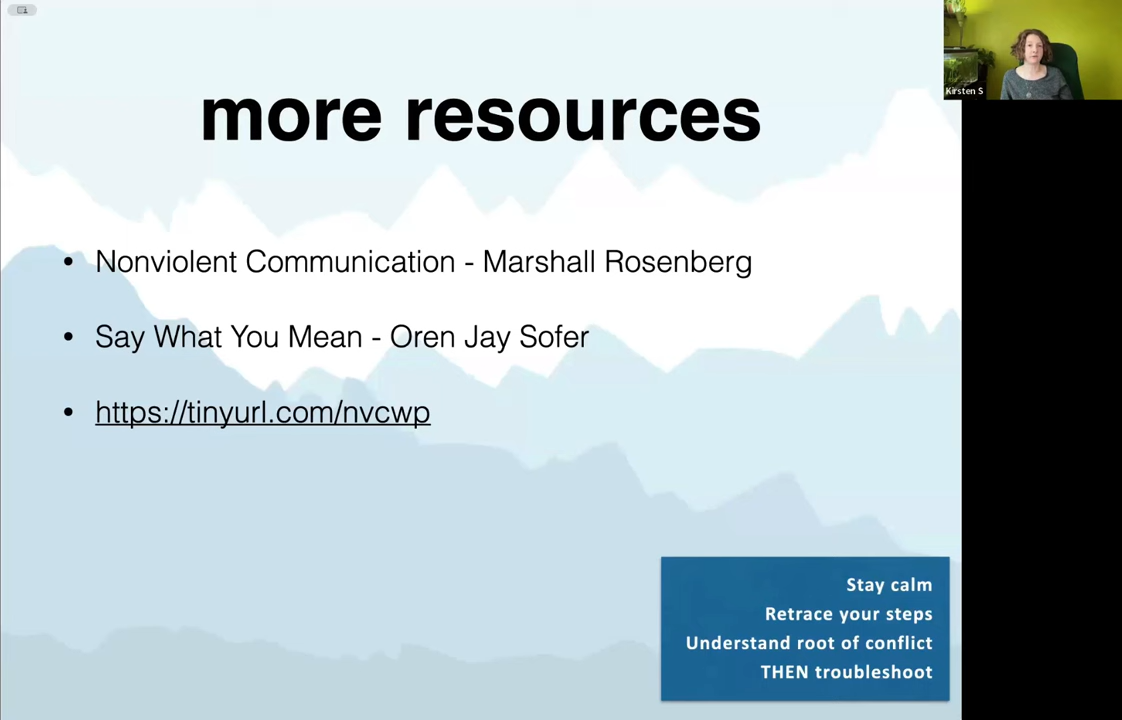 more resources
Kirsten S
• Nonviolent Communication - Marshall Rosenberg
• Say What You Mean - Oren Jay Sofer
• https://tinyurl.com/nvcwp
Stay calm
Retrace your steps
Understand root of conflict
THEN troubleshoot